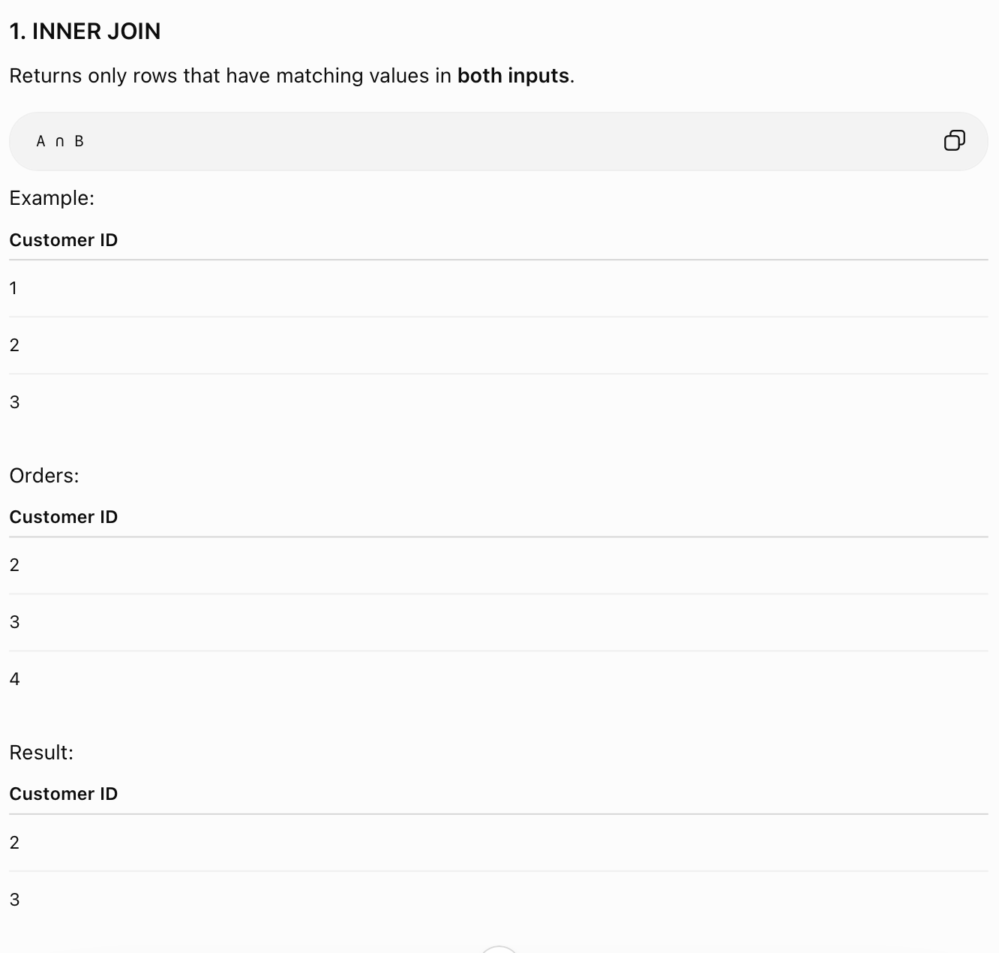 1. INNER JOIN
Returns only rows that have matching values in both inputs.
A ∩ B
Example:
Customer ID
1
2
3
Orders:
Customer ID
2
3
4
Result:
Customer ID
2
3